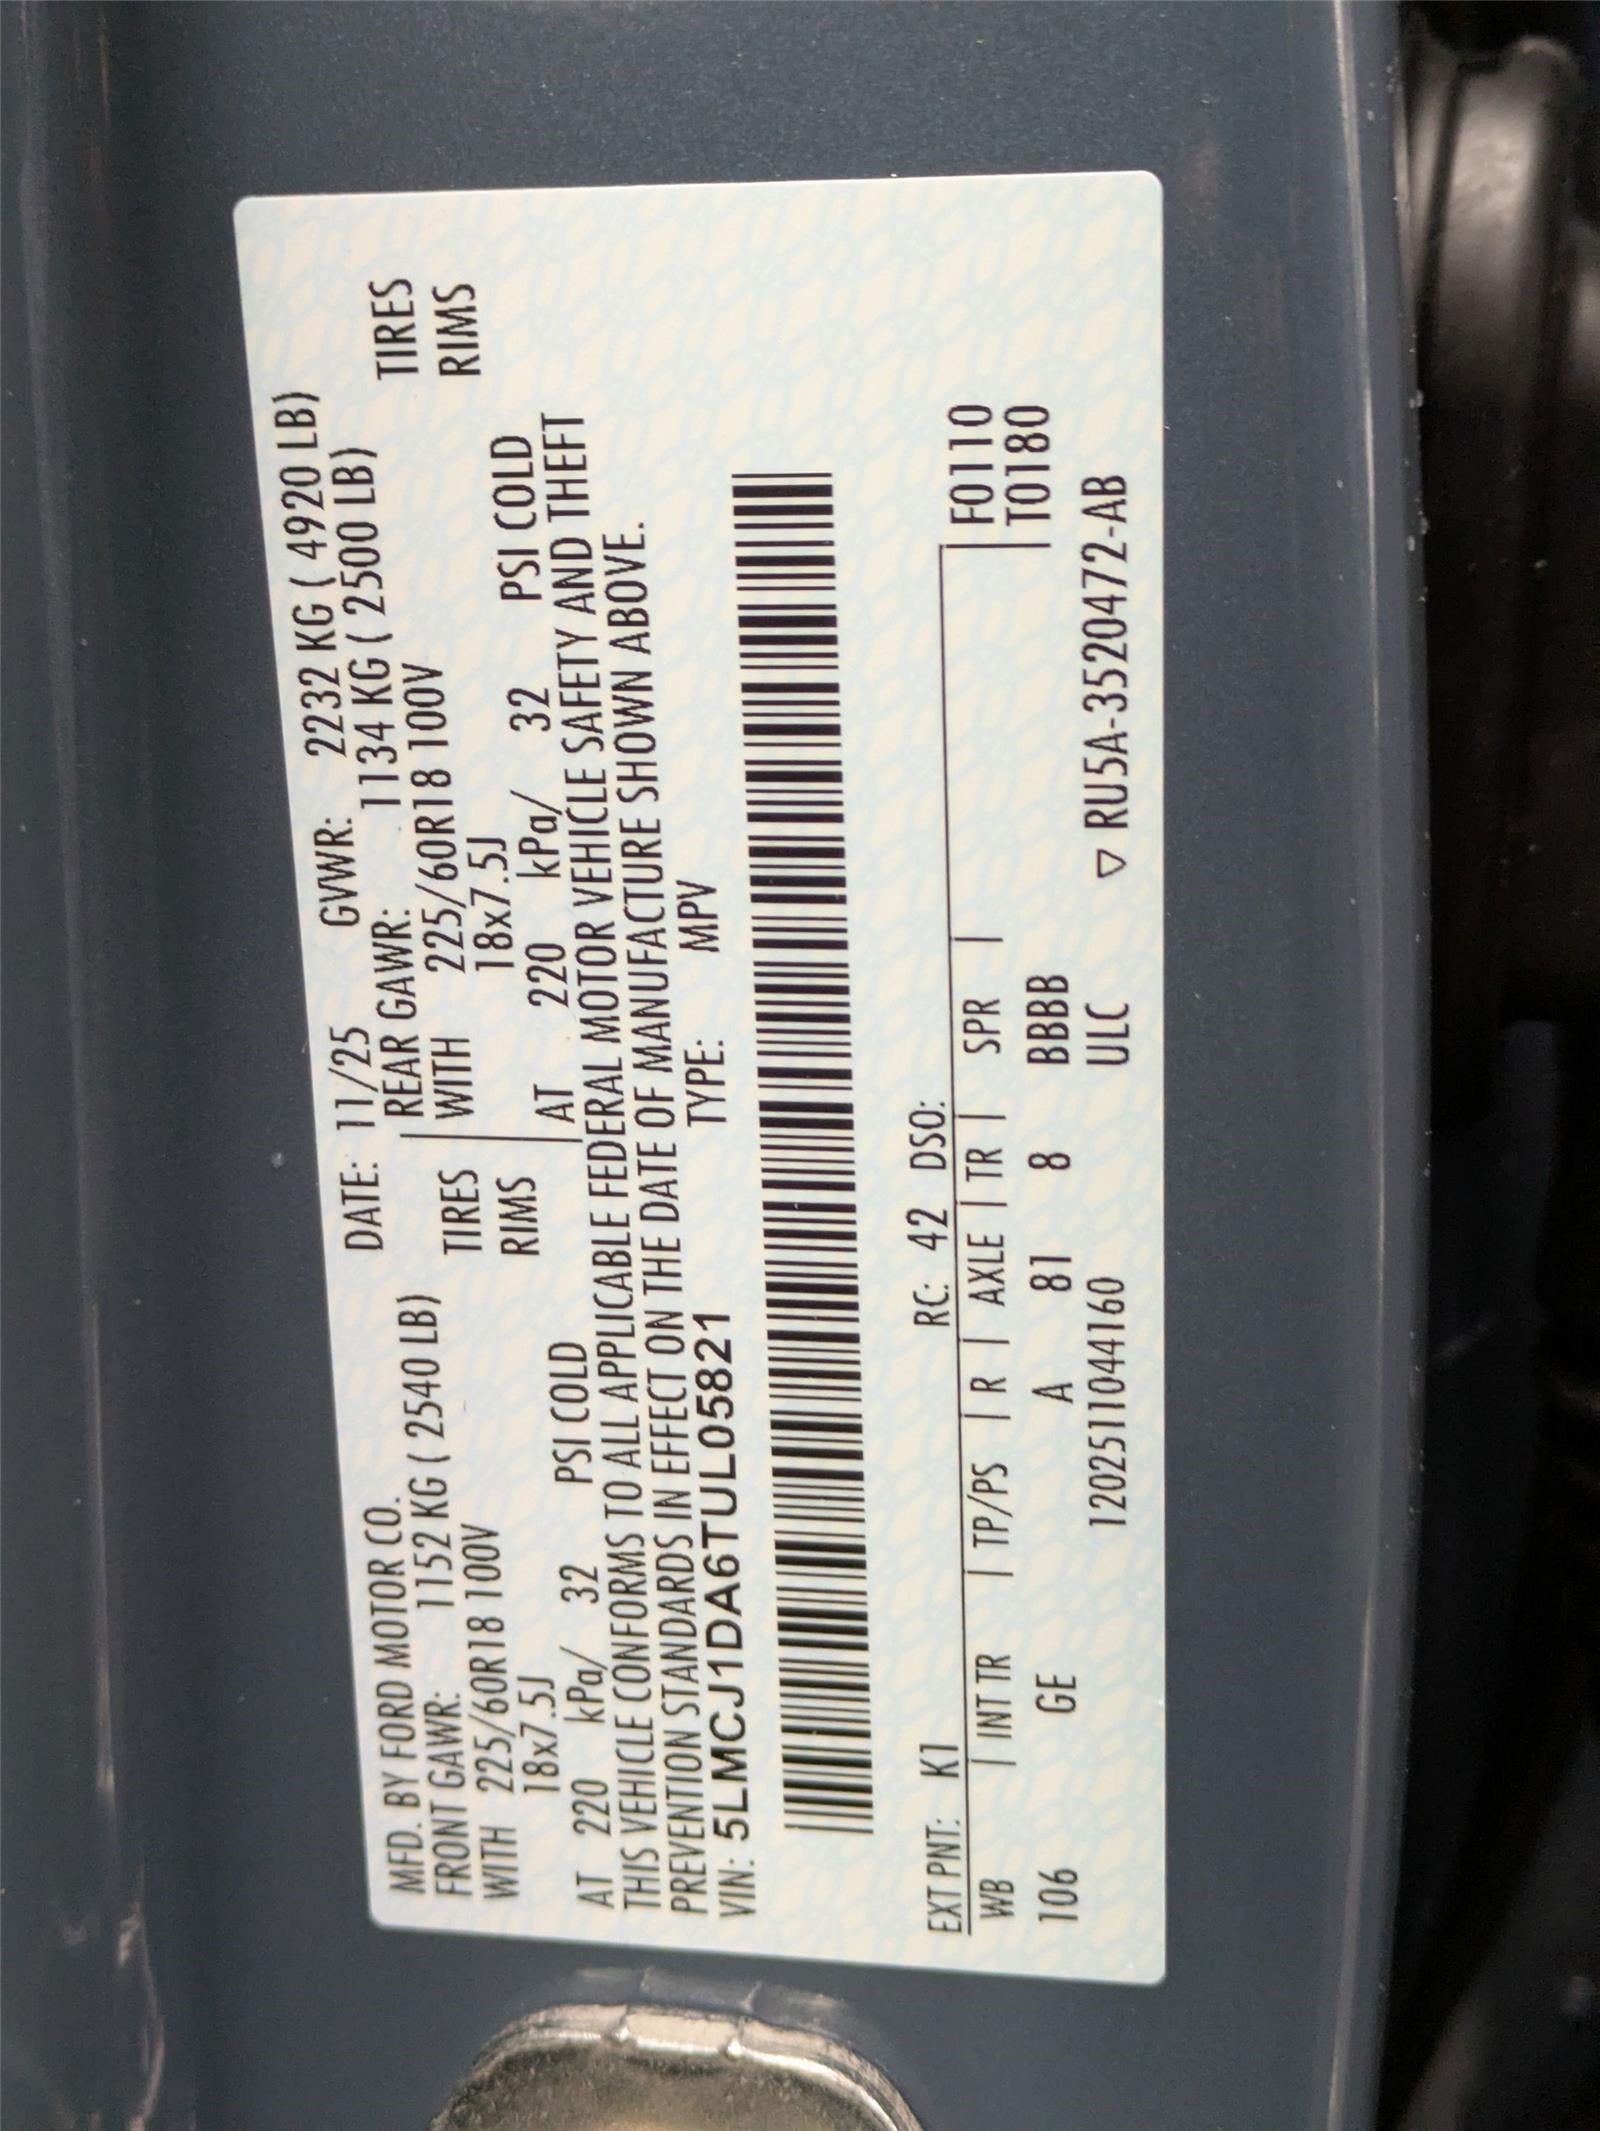 MFD. BY FORD MOTOR CO. DATE: 11/25 GVWR: 2232 KG ( 4920 LB)
FRONT GAWR: 1152 KG ( 2540 LB) REAR GAWR: 1134 KG ( 2500 LB)
WITH 225/60R18 100V TIRES WITH 225/60R18 100V TIRES
18x7.5J RIMS 18x7.5J RIMS
AT 220 kPa/ 32 PSI COLD AT 220 kPa/ 32 PSI COLD
THIS VEHICLE CONFORMS TO ALL APPLICABLE FEDERAL MOTOR VEHICLE SAFETY AND THEFT
PREVENTION STANDARDS IN EFFECT ON THE DATE OF MANUFACTURE SHOWN ABOVE.
VIN: 5LMCJ1DA6TUL05821 TYPE: MPV
EXT PNT: K1 RC: 42 DSO:
WB | INT TR | TP/PS | R | AXLE | TR | SPR | F0110
106 GE A 81 8 BBBB T0180
120251104160 ULC ▽ RU5A-3520472-AB